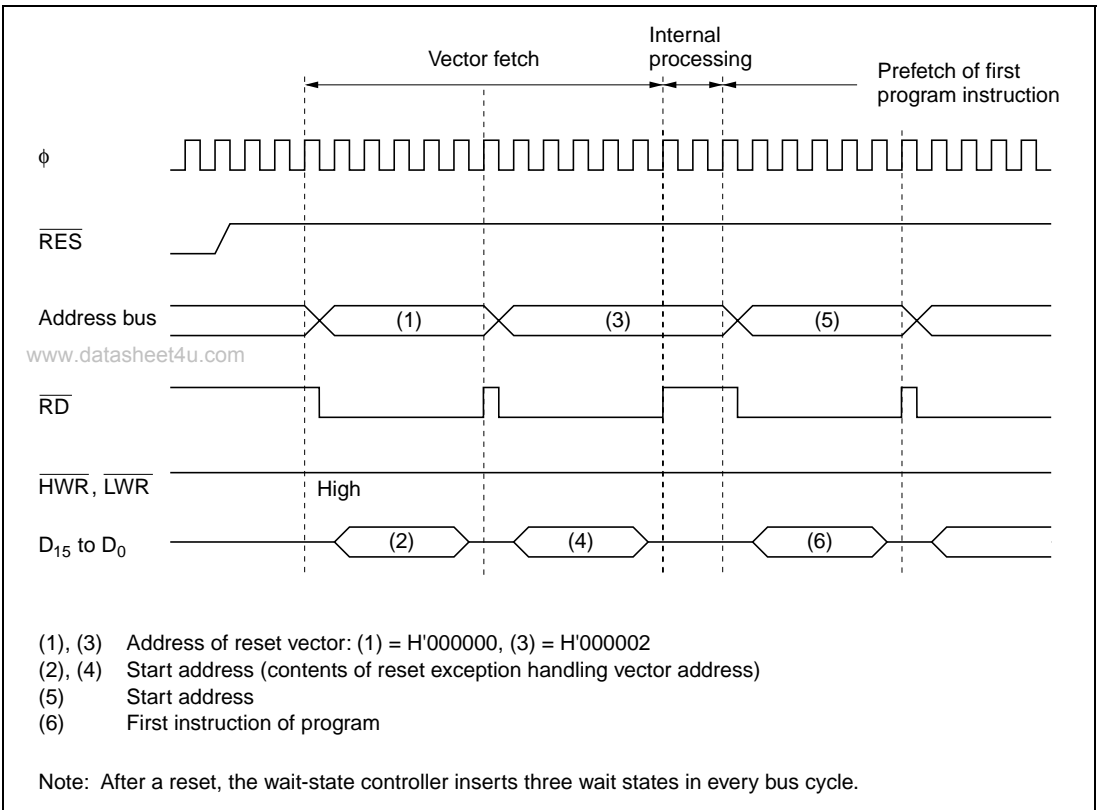 Internal
processing
Vector fetch
Prefetch of first
program instruction
ϕ
RES
Address bus
(1)
(3)
(5)
www.datasheet4u.com
RD
HWR, LWR
High
D15 to D0
(2)
(4)
(6)
(1), (3) Address of reset vector: (1) = H'000000, (3) = H'000002
(2), (4) Start address (contents of reset exception handling vector address)
(5) Start address
(6) First instruction of program
Note: After a reset, the wait-state controller inserts three wait states in every bus cycle.